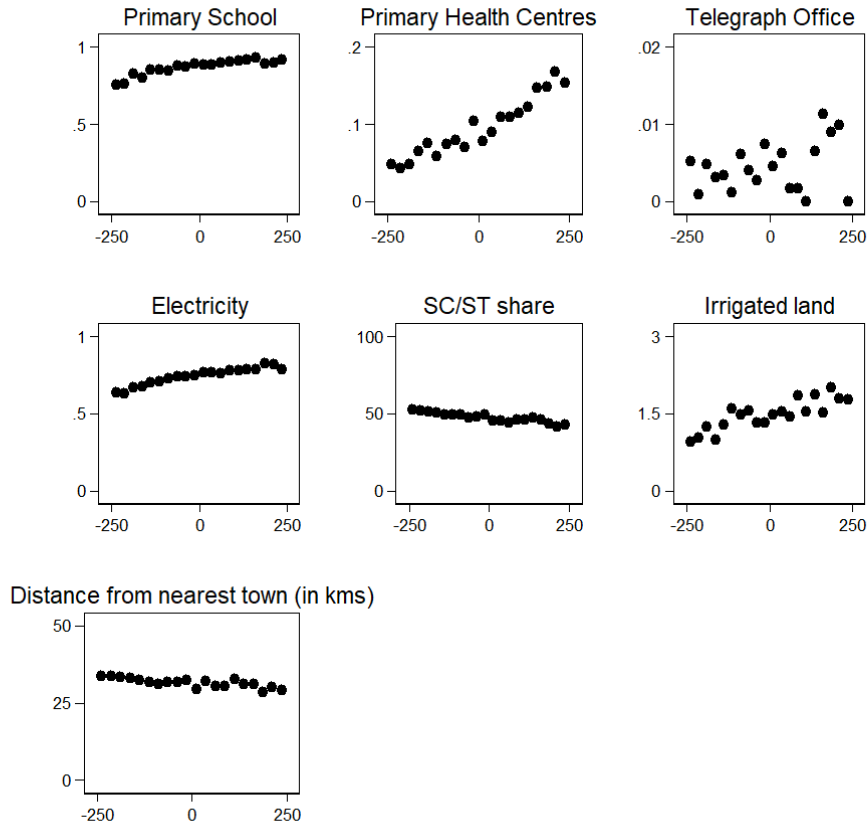 Primary School
1
.5
0
-250 0 250
Primary Health Centres
.2
.1
0
-250 0 250
Telegraph Office
.02
.01
0
-250 0 250
Electricity
1
.5
0
-250 0 250
SC/ST share
100
50
0
-250 0 250
Irrigated land
3
1.5
0
-250 0 250
Distance from nearest town (in kms)
50
25
0
-250 0 250